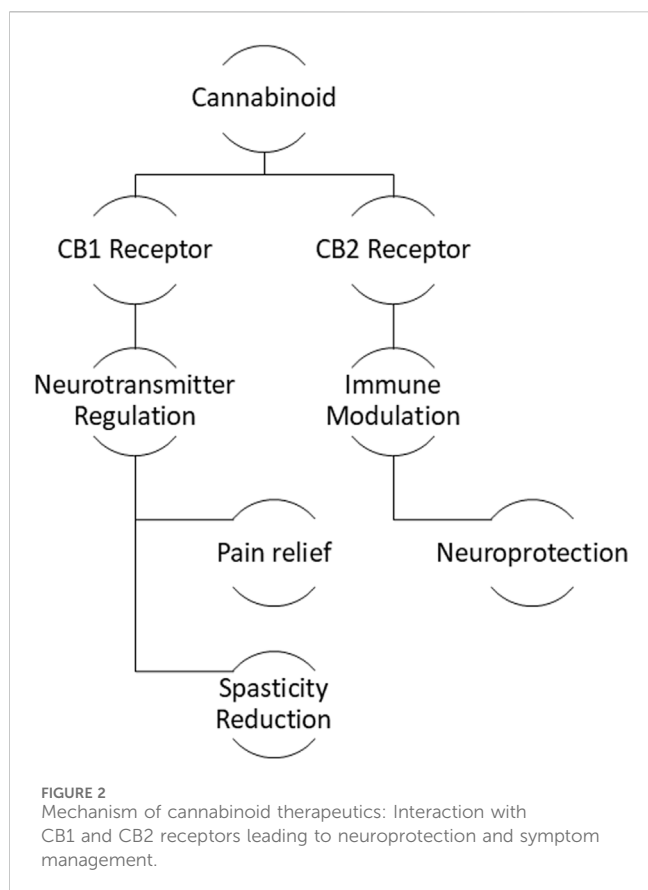 Cannabinoid
CB1 Receptor
CB2 Receptor
Neurotransmitter
Regulation
Immune
Modulation
Pain relief
Neuroprotection
Spasticity
Reduction
FIGURE 2
Mechanism of cannabinoid therapeutics: Interaction with
CB1 and CB2 receptors leading to neuroprotection and symptom
management.